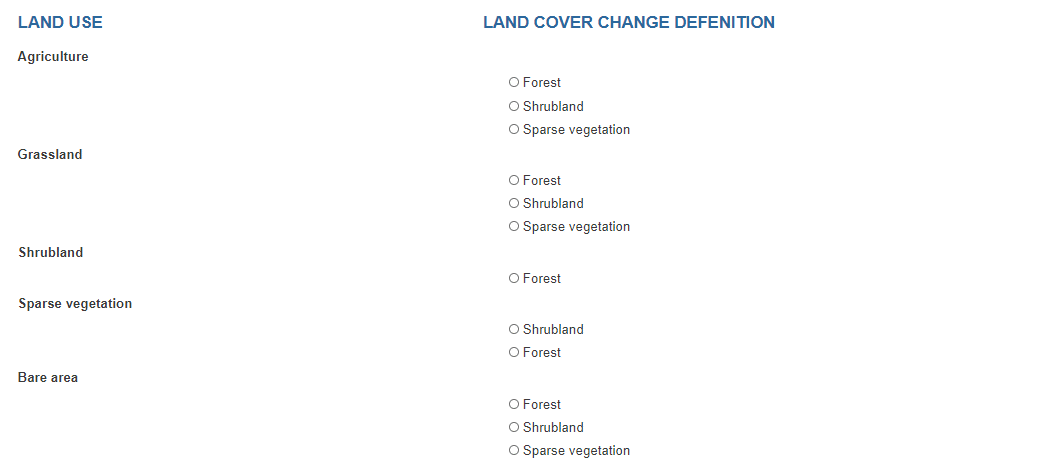 LAND USE LAND COVER CHANGE DEFENITION
Agriculture
Forest
Shrubland
Sparse vegetation
Grassland
Forest
Shrubland
Sparse vegetation
Shrubland
Forest
Sparse vegetation
Shrubland
Forest
Bare area
Forest
Shrubland
Sparse vegetation